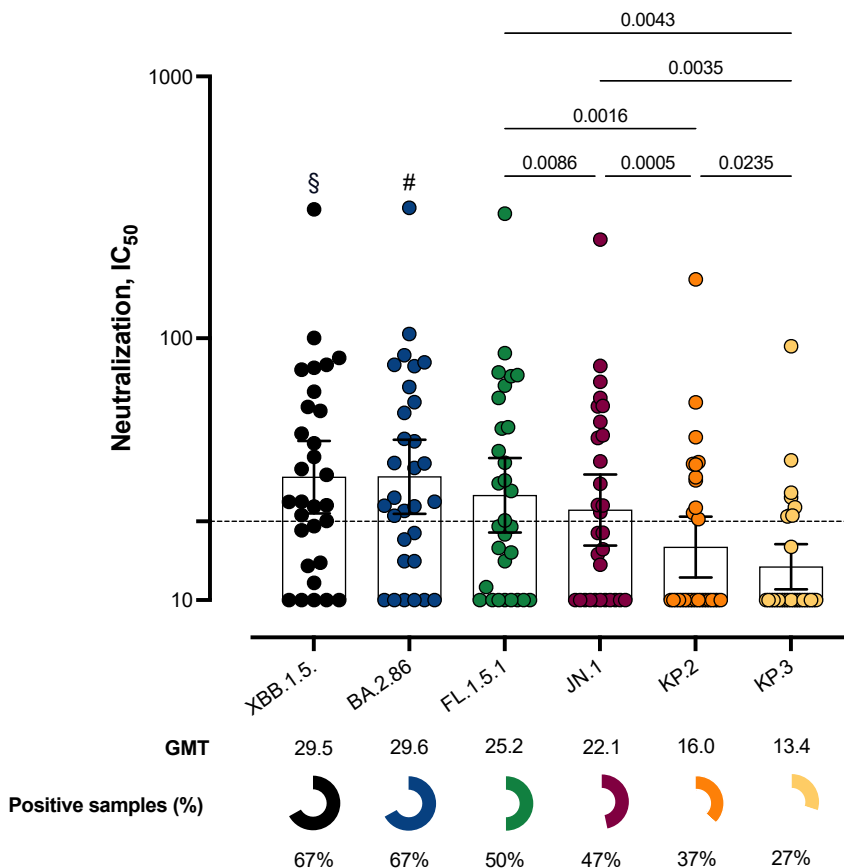 0.0043
1000
0.0035
0.0016
0.0086 0.0005 0.0235
§ #
Neutralization, IC50
100
10
XBB.1.5. BA.2.86 FL.1.5.1 JN.1 KP.2 KP.3
GMT 29.5 29.6 25.2 22.1 16.0 13.4
Positive samples (%)
67% 67% 50% 47% 37% 27%